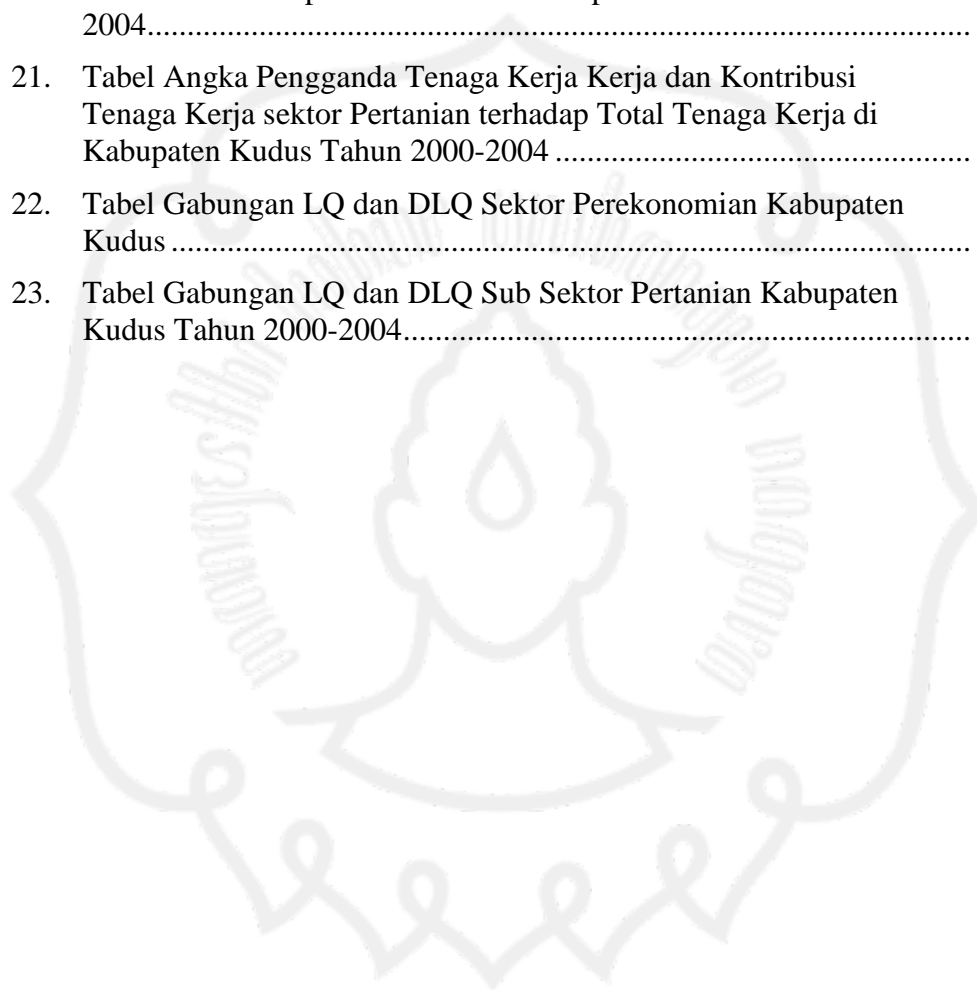 2004..........................................................................................................
21. Tabel Angka Pengganda Tenaga Kerja Kerja dan Kontribusi
Tenaga Kerja sektor Pertanian terhadap Total Tenaga Kerja di
Kabupaten Kudus Tahun 2000-2004 ....................................................
22. Tabel Gabungan LQ dan DLQ Sektor Perekonomian Kabupaten
Kudus ....................................................................................................
23. Tabel Gabungan LQ dan DLQ Sub Sektor Pertanian Kabupaten
Kudus Tahun 2000-2004.......................................................................